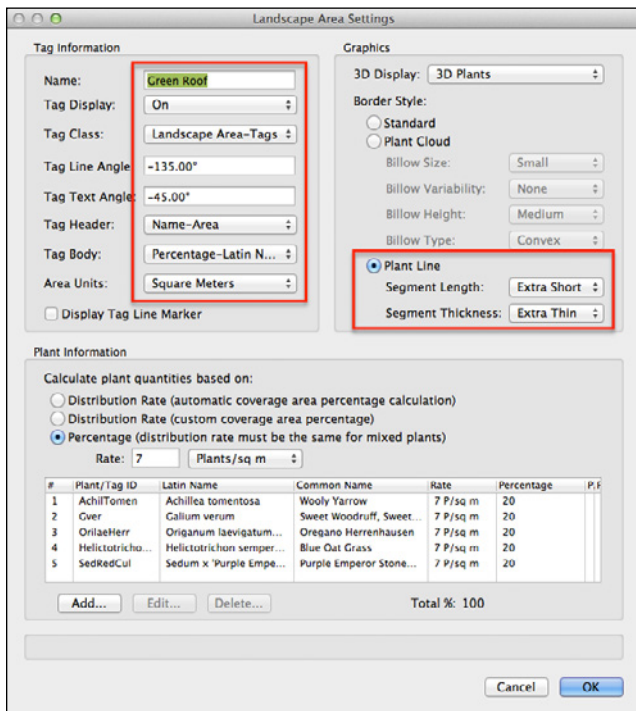 Landscape Area Settings
Tag Information
Name: Green Roof
Tag Display: On
Tag Class: Landscape Area-Tags
Tag Line Angle -135.00°
Tag Text Angle: -45.00°
Tag Header: Name-Area
Tag Body: Percentage-Latin N...
Area Units: Square Meters
Display Tag Line Marker
Graphics
3D Display: 3D Plants
Border Style:
Standard
Plant Cloud
Billow Size: Small
Billow Variability: None
Billow Height: Medium
Billow Type: Convex
Plant Line
Segment Length: Extra Short
Segment Thickness: Extra Thin
Plant Information
Calculate plant quantities based on:
Distribution Rate (automatic coverage area percentage calculation)
Distribution Rate (custom coverage area percentage)
Percentage (distribution rate must be the same for mixed plants)
Rate: 7 Plants/sq m
# Plant/Tag ID Latin Name Common Name Rate Percentage P.F
1 AchilTomen Achillea tomentosa Wooly Yarrow 7 P/sq m 20
2 Gver Galium verum Sweet Woodruff, Sweet... 7 P/sq m 20
3 OrilaeHerr Origanum laevigatum... Oregano Herrenhausen 7 P/sq m 20
4 Helictotricho... Helictotrichon semper... Blue Oat Grass 7 P/sq m 20
5 SedRedCul Sedum x 'Purple Empe... Purple Emperor Stone... 7 P/sq m 20
Add... Edit... Delete... Total %: 100
Cancel OK